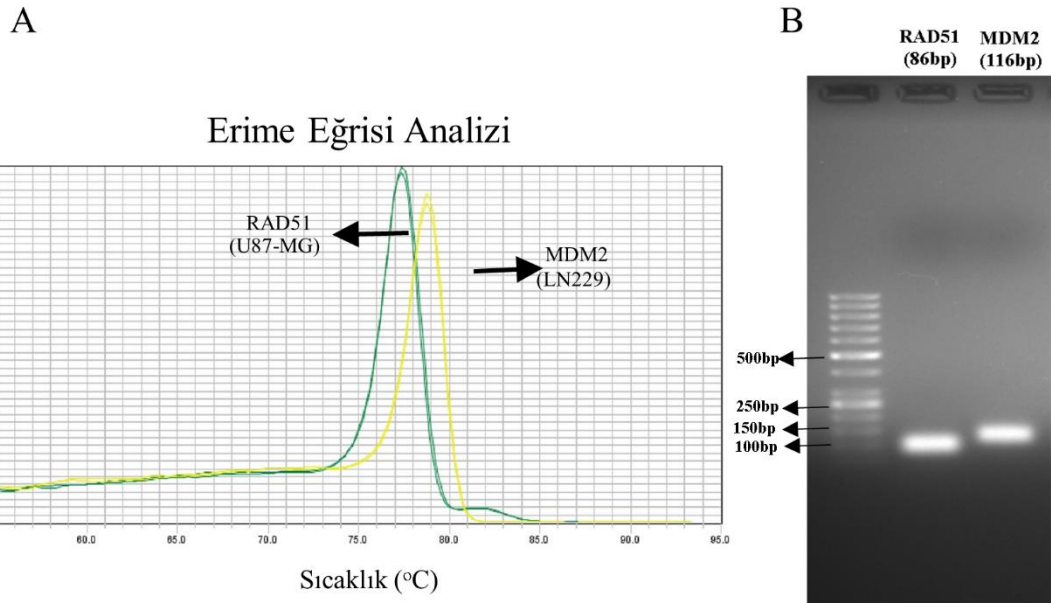 A
Erime Eğrisi Analizi
RAD51
(U87-MG)
MDM2
(LN229)
60.0
65.0
70.0
75.0
80.0
85.0
90.0
95.0
Sıcaklık (°C)
B
RAD51
(86bp)
MDM2
(116bp)
500bp
250bp
150bp
100bp